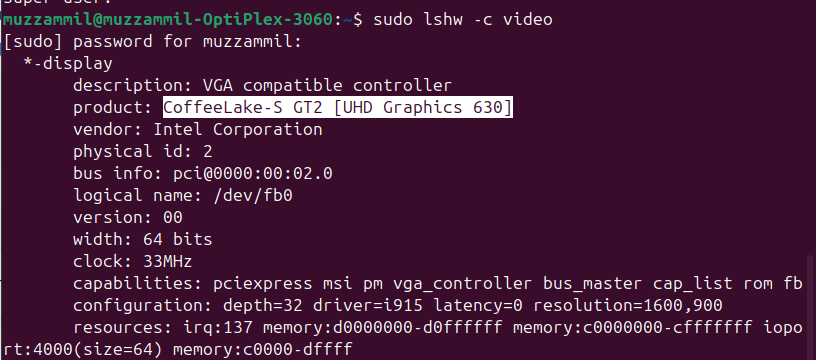 muzzammil@muzzammil-OptiPlex-3060:~$ sudo lshw -c video
[sudo] password for muzzammil:
*-display
description: VGA compatible controller
product: CoffeeLake-S GT2 [UHD Graphics 630]
vendor: Intel Corporation
physical id: 2
bus info: pci@0000:00:02.0
logical name: /dev/fb0
version: 00
width: 64 bits
clock: 33MHz
capabilities: pciexpress msi pm vga_controller bus_master cap_list rom fb
configuration: depth=32 driver=i915 latency=0 resolution=1600,900
resources: irq:137 memory:d0000000-d0ffffff memory:c0000000-cfffffff iopo
rt:4000(size=64) memory:c0000-dffff